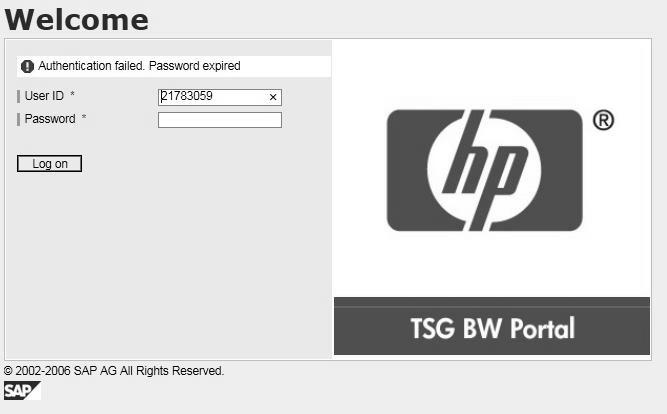 Welcome
Authentication failed. Password expired
User ID * 21783059 ×
Password *
Log on
hp ®
TSG BW Portal
© 2002-2006 SAP AG All Rights Reserved.
SAP